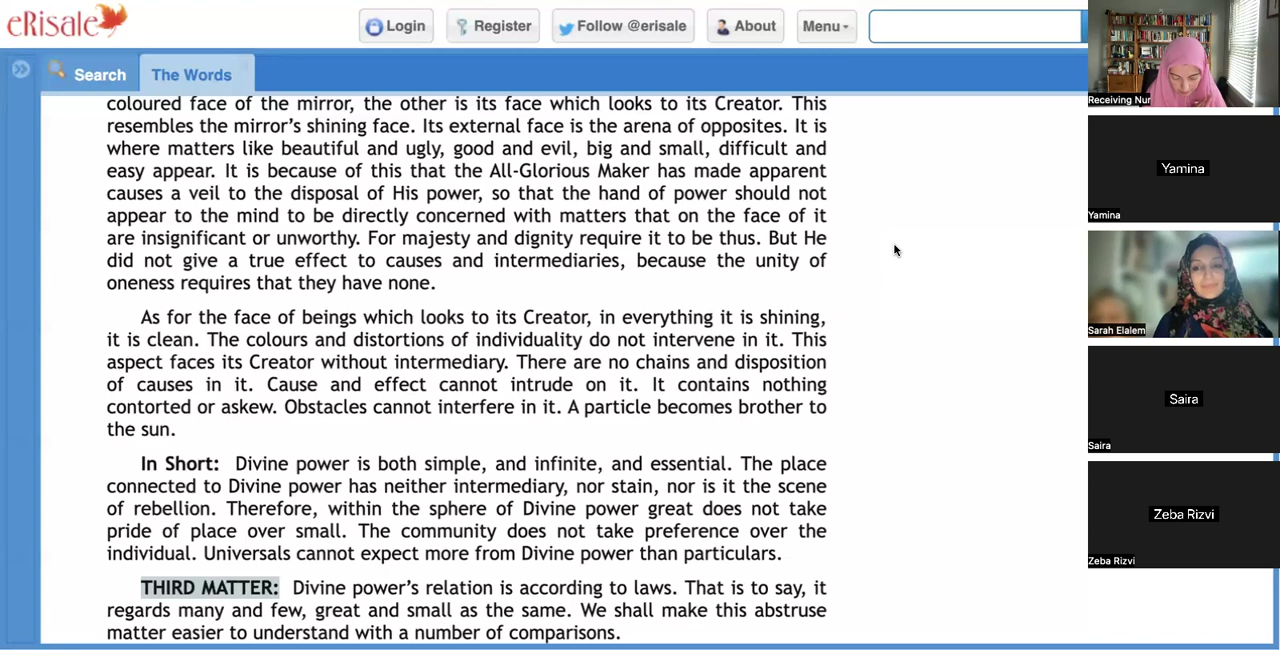 eRisale
Login
Register
Follow @erisale
About
Menu
Search
The Words
coloured face of the mirror, the other is its face which looks to its Creator. This
resembles the mirror’s shining face. Its external face is the arena of opposites. It is
where matters like beautiful and ugly, good and evil, big and small, difficult and
easy appear. It is because of this that the All-Glorious Maker has made apparent
causes a veil to the disposal of His power, so that the hand of power should not
appear to the mind to be directly concerned with matters that on the face of it
are insignificant or unworthy. For majesty and dignity require it to be thus. But He
did not give a true effect to causes and intermediaries, because the unity of
oneness requires that they have none.
As for the face of beings which looks to its Creator, in everything it is shining,
it is clean. The colours and distortions of individuality do not intervene in it. This
aspect faces its Creator without intermediary. There are no chains and disposition
of causes in it. Cause and effect cannot intrude on it. It contains nothing
contorted or askew. Obstacles cannot interfere in it. A particle becomes brother to
the sun.
In Short: Divine power is both simple, and infinite, and essential. The place
connected to Divine power has neither intermediary, nor stain, nor is it the scene
of rebellion. Therefore, within the sphere of Divine power great does not take
pride of place over small. The community does not take preference over the
individual. Universals cannot expect more from Divine power than particulars.
THIRD MATTER: Divine power’s relation is according to laws. That is to say, it
regards many and few, great and small as the same. We shall make this abstruse
matter easier to understand with a number of comparisons.
Receiving Nur
Yamina
Yamina
Sarah Elalem
Saira
Saira
Zeba Rizvi
Zeba Rizvi